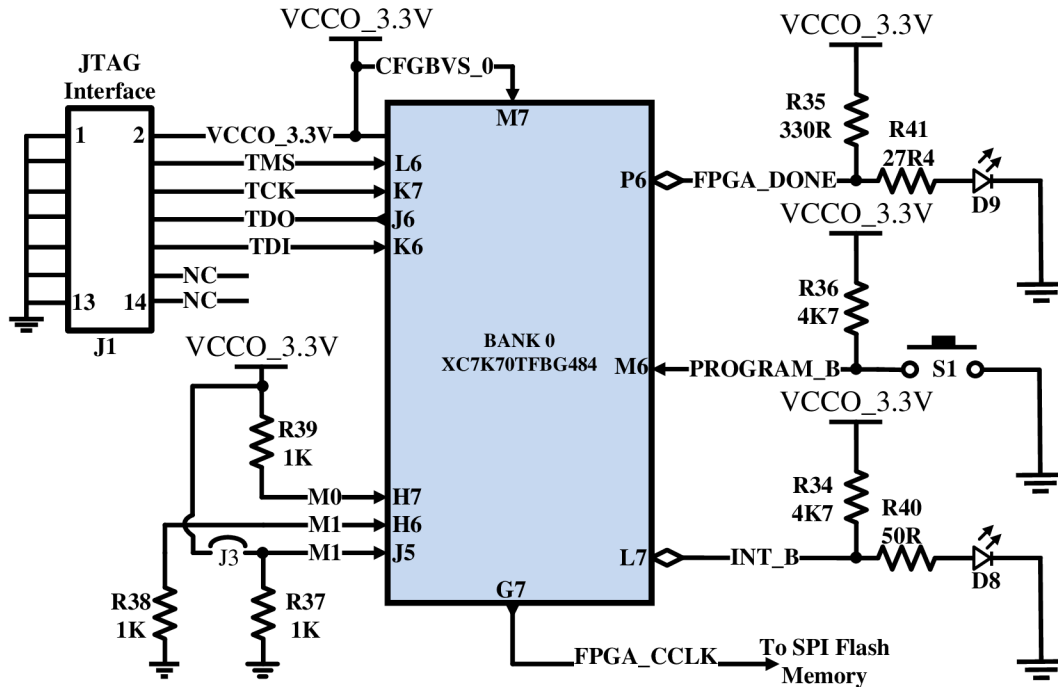 VCCO_3.3V
JTAG
Interface
CFGBVS_0
1
2
VCCO_3.3V
TMS
TCK
TDO
TDI
NC
NC
13
14
J1
M7
L6
K7
J6
K6
P6
FPGA_DONE
VCCO_3.3V
R35
330R
R41
27R4
D9
VCCO_3.3V
R36
4K7
BANK 0
XC7K70TFBG484
M6
PROGRAM_B
S1
VCCO_3.3V
R39
1K
M0
H7
M1
H6
J3
M1
J5
R38
1K
R37
1K
VCCO_3.3V
R34
4K7
R40
50R
L7
INT_B
D8
G7
FPGA_CCLK
To SPI Flash
Memory